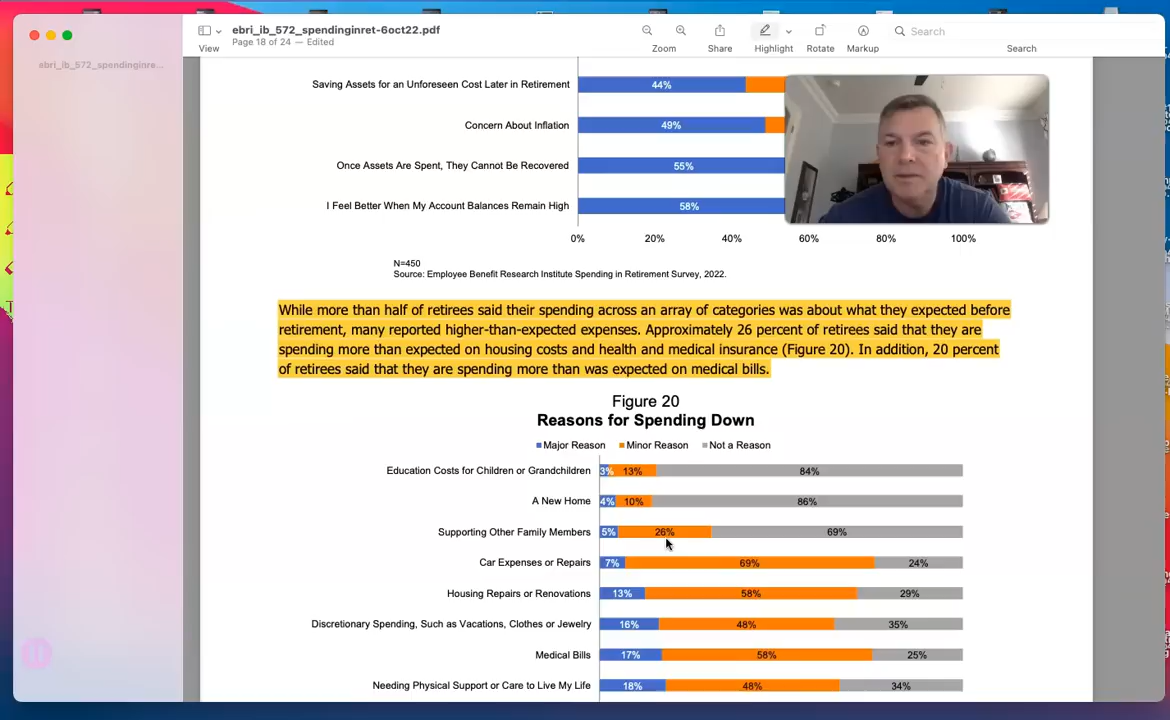 ebri_ib_572_spendinginret-6oct22.pdf
Page 18 of 24 — Edited
View
Zoom
Share
Highlight
Rotate
Markup
Search
Search
ebri_ib_572_spendinginre...
Saving Assets for an Unforeseen Cost Later in Retirement 44%
Concern About Inflation 49%
Once Assets Are Spent, They Cannot Be Recovered 55%
I Feel Better When My Account Balances Remain High 58%
0% 20% 40% 60% 80% 100%
N=450
Source: Employee Benefit Research Institute Spending in Retirement Survey, 2022.
While more than half of retirees said their spending across an array of categories was about what they expected before
retirement, many reported higher-than-expected expenses. Approximately 26 percent of retirees said that they are
spending more than expected on housing costs and health and medical insurance (Figure 20). In addition, 20 percent
of retirees said that they are spending more than was expected on medical bills.
Figure 20
Reasons for Spending Down
Major Reason Minor Reason Not a Reason
Education Costs for Children or Grandchildren 3% 13% 84%
A New Home 4% 10% 86%
Supporting Other Family Members 5% 26% 69%
Car Expenses or Repairs 7% 69% 24%
Housing Repairs or Renovations 13% 58% 29%
Discretionary Spending, Such as Vacations, Clothes or Jewelry 16% 48% 35%
Medical Bills 17% 58% 25%
Needing Physical Support or Care to Live My Life 18% 48% 34%